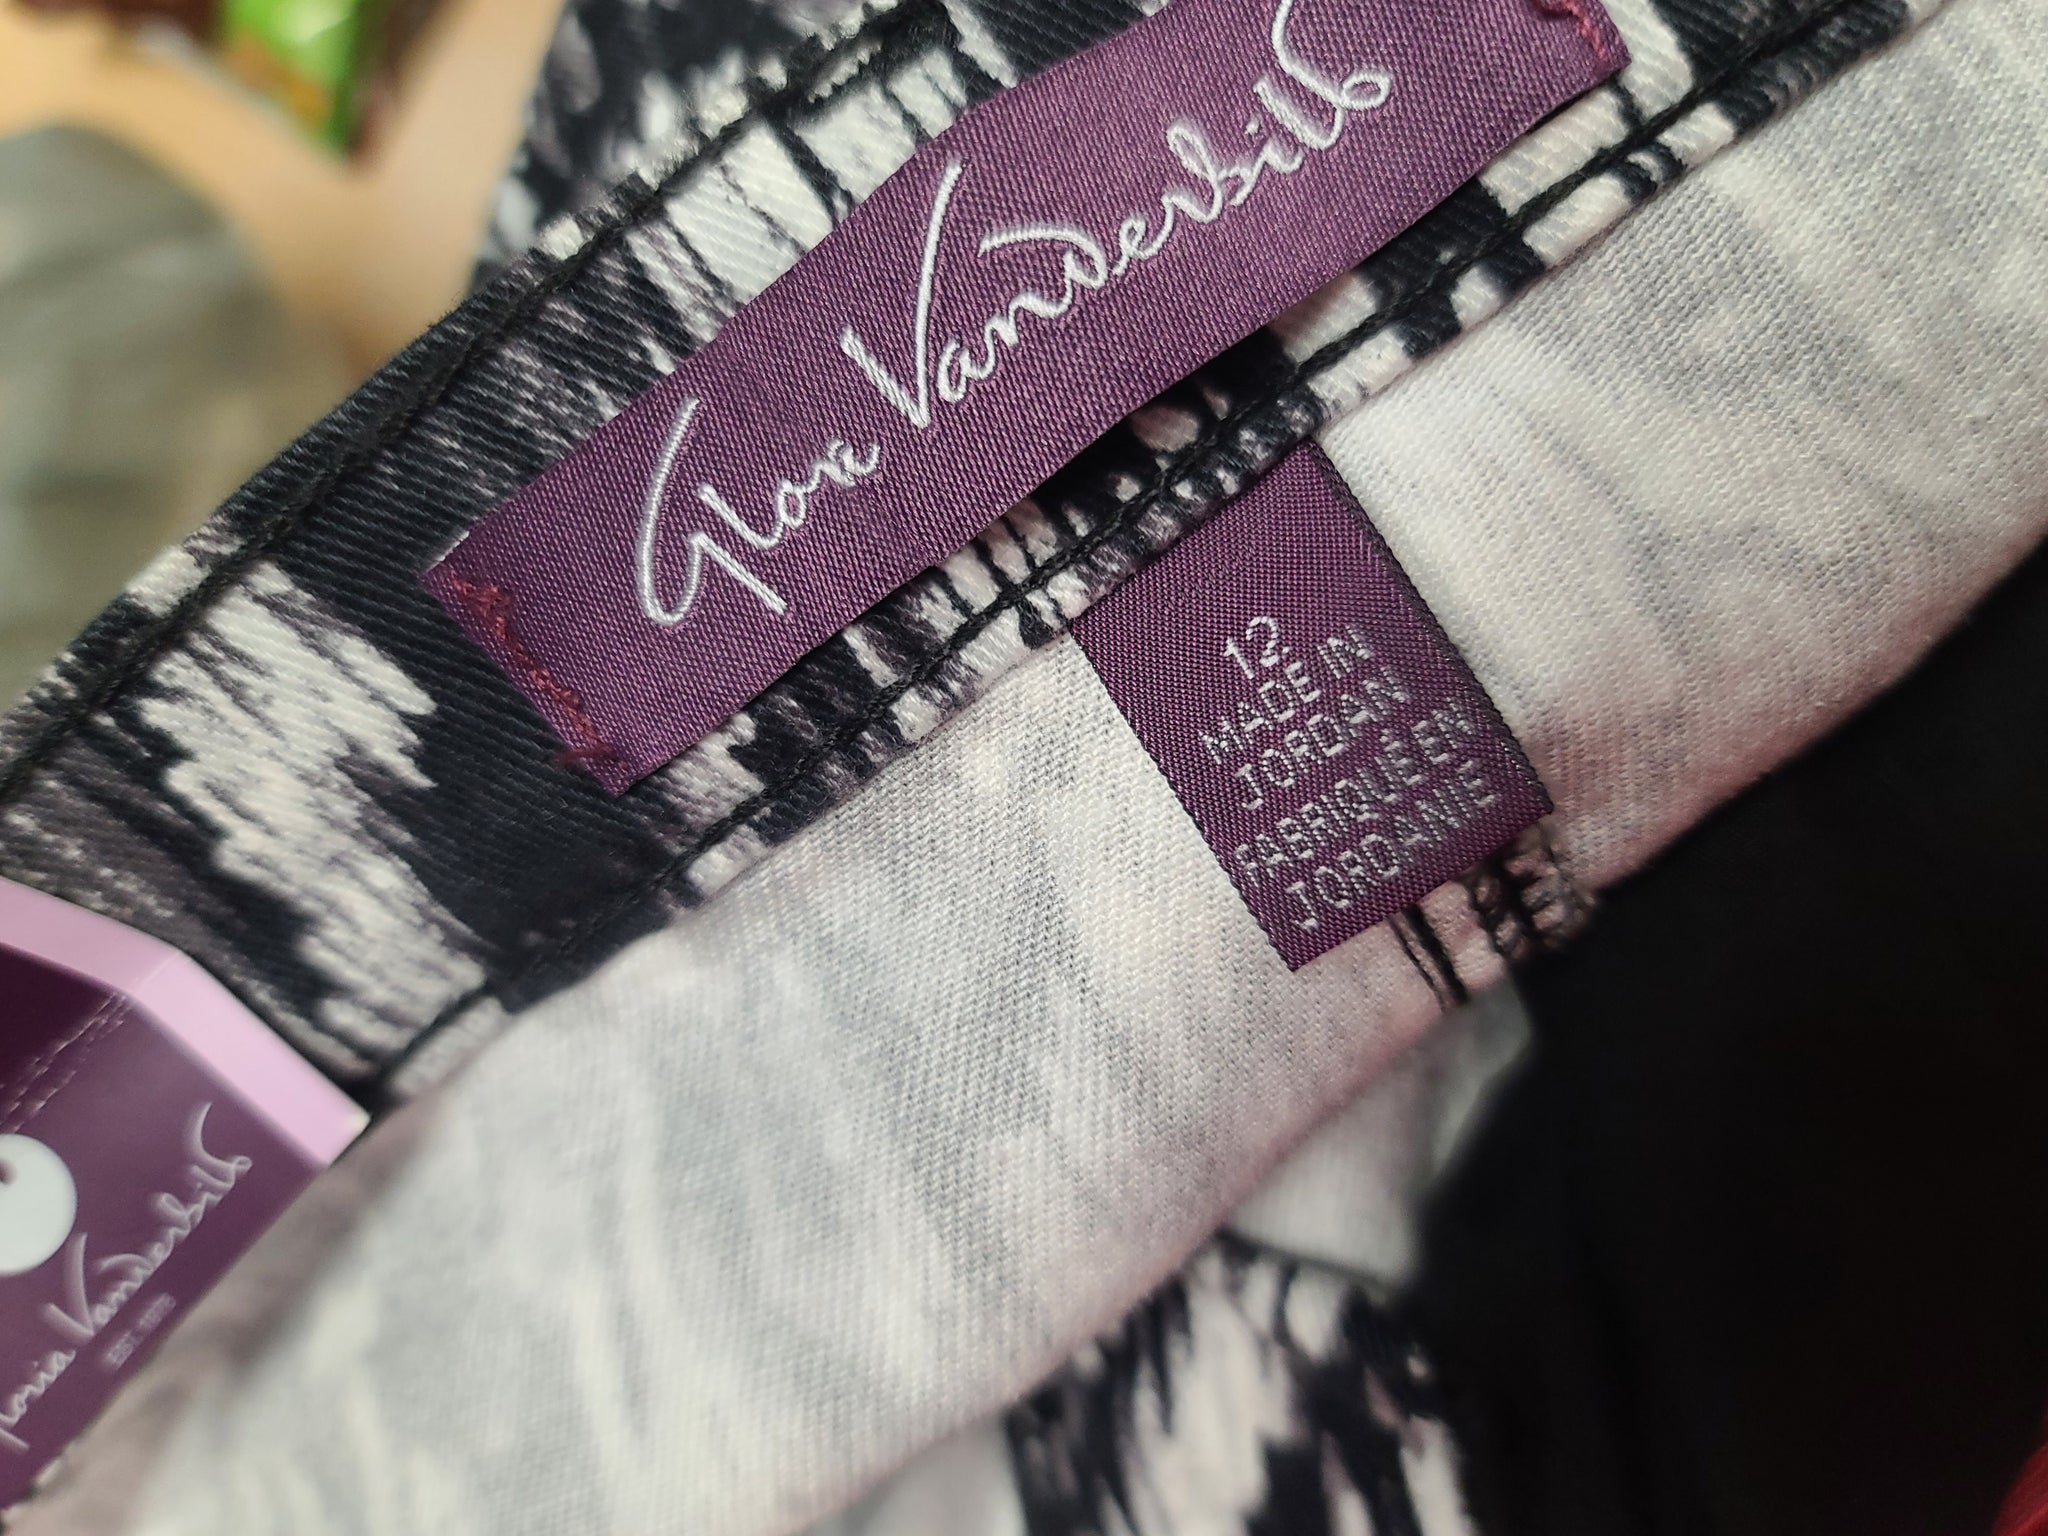 Gloria Vanderbilt
12
MADE IN
JORDAN
FABRIQUÉ EN
JORDANIE
Gloria Vanderbilt